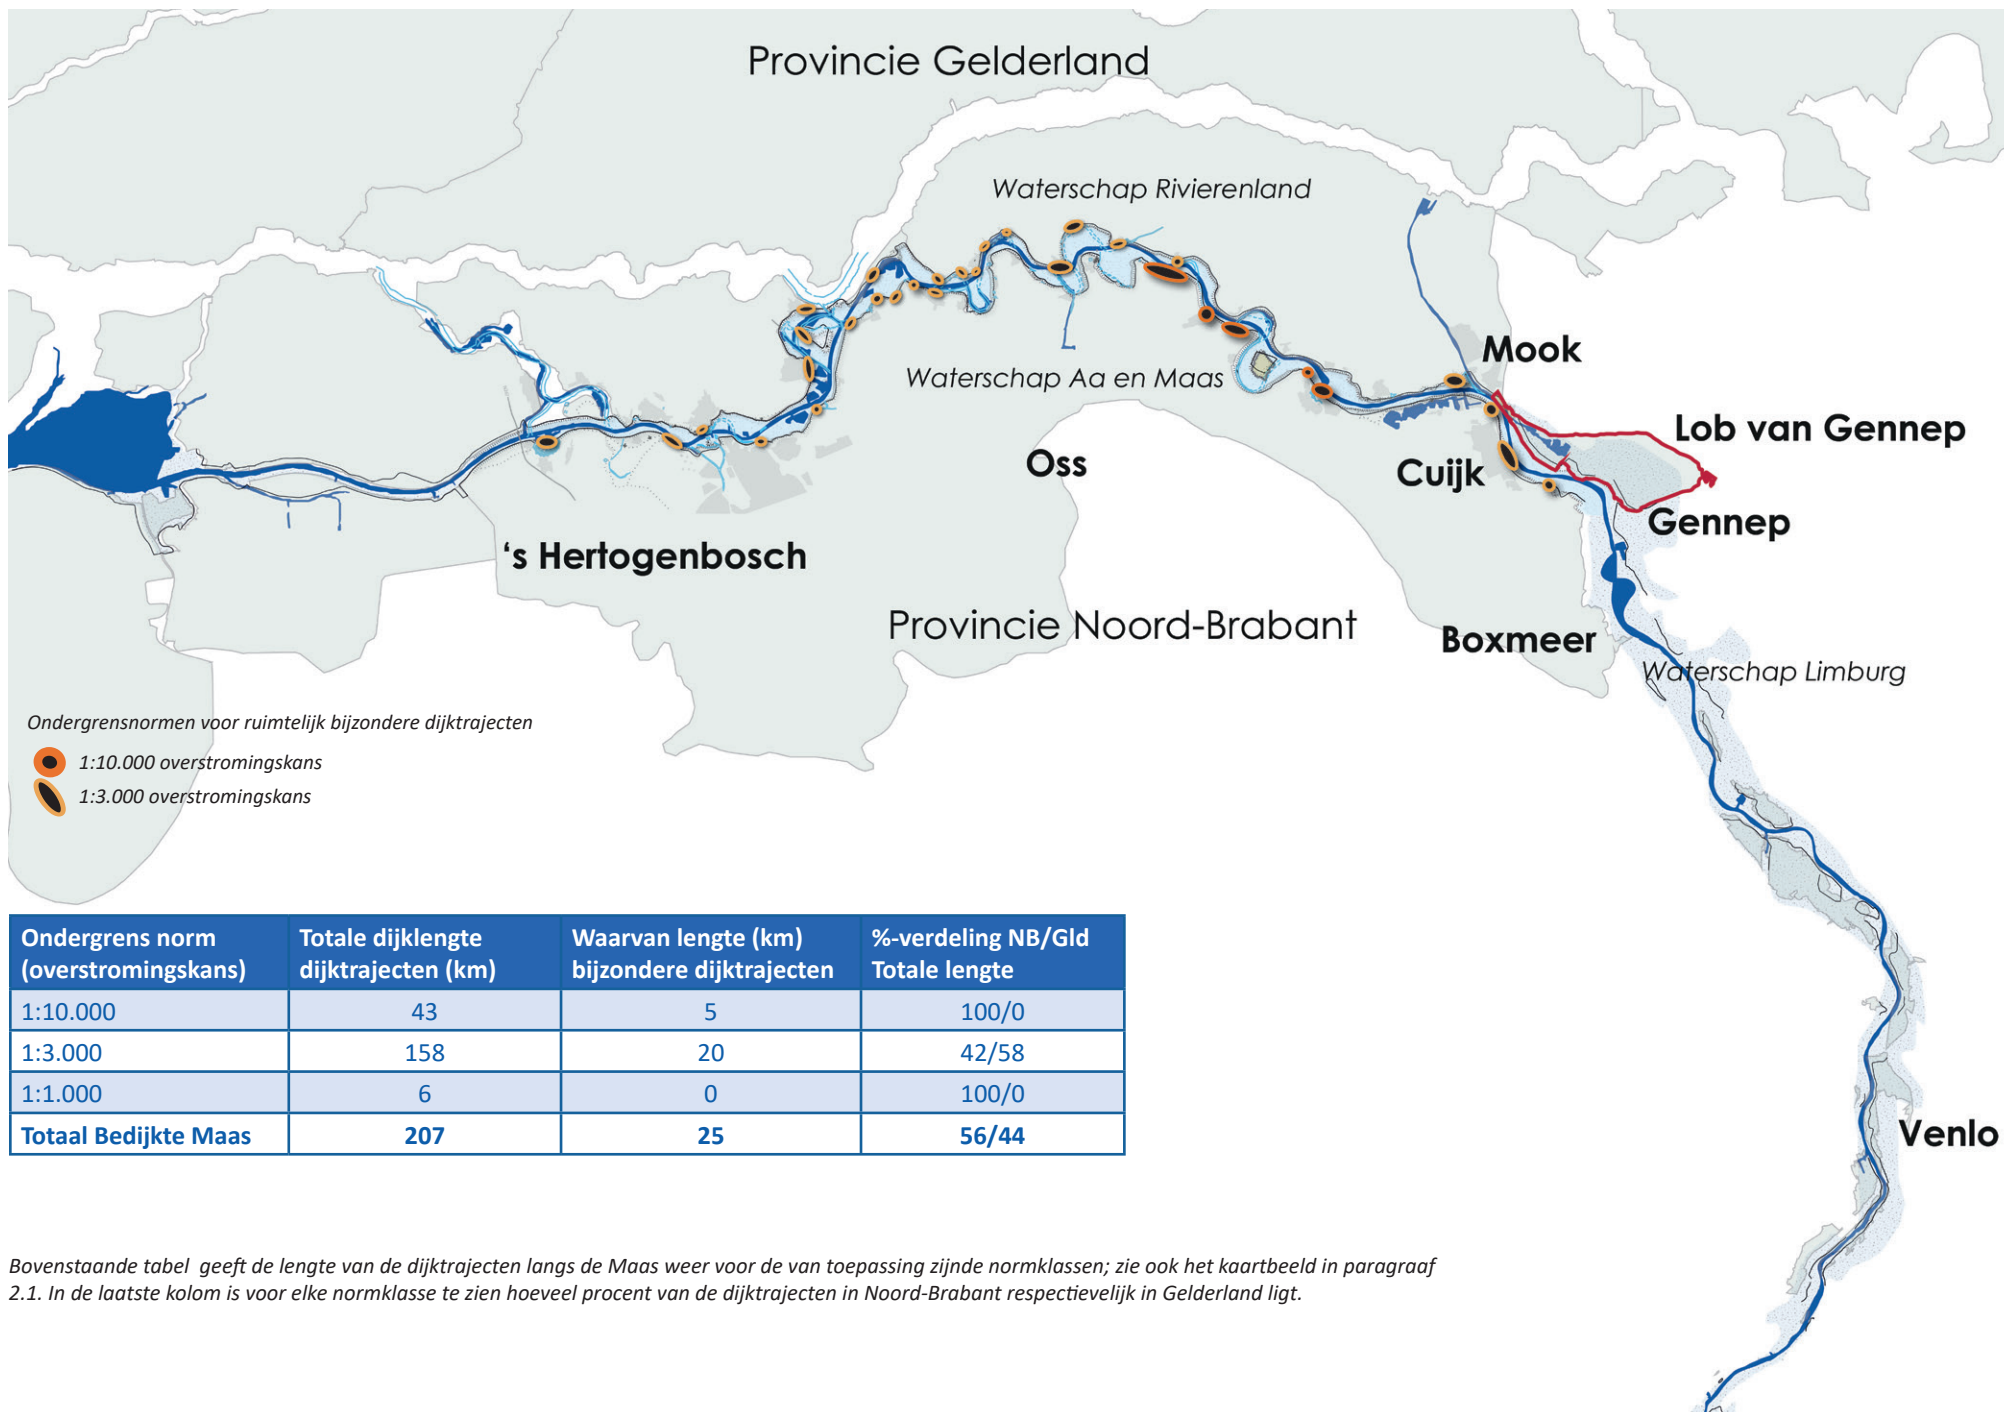 Provincie Gelderland
Waterschap Rivierenland
Mook
Waterschap Aa en Maas
Lob van Gennep
Oss
Cuijk
Gennep
‘s Hertogenbosch
Provincie Noord-Brabant
Boxmeer
Waterschap Limburg
Ondergrensnormen voor ruimtelijk bijzondere dijktrajecten
1:10.000 overstromingskans
1:3.000 overstromingskans
Ondergrens norm (overstromingskans) Totale dijklengte dijktrajecten (km) Waarvan lengte (km) bijzondere dijktrajecten %-verdeling NB/Gld Totale lengte
1:10.000 43 5 100/0
1:3.000 158 20 42/58
1:1.000 6 0 100/0
Totaal Bedijkte Maas 207 25 56/44
Venlo
Bovenstaande tabel geeft de lengte van de dijktrajecten langs de Maas weer voor de van toepassing zijnde normklassen; zie ook het kaartbeeld in paragraaf
2.1. In de laatste kolom is voor elke normklasse te zien hoeveel procent van de dijktrajecten in Noord-Brabant respectievelijk in Gelderland ligt.